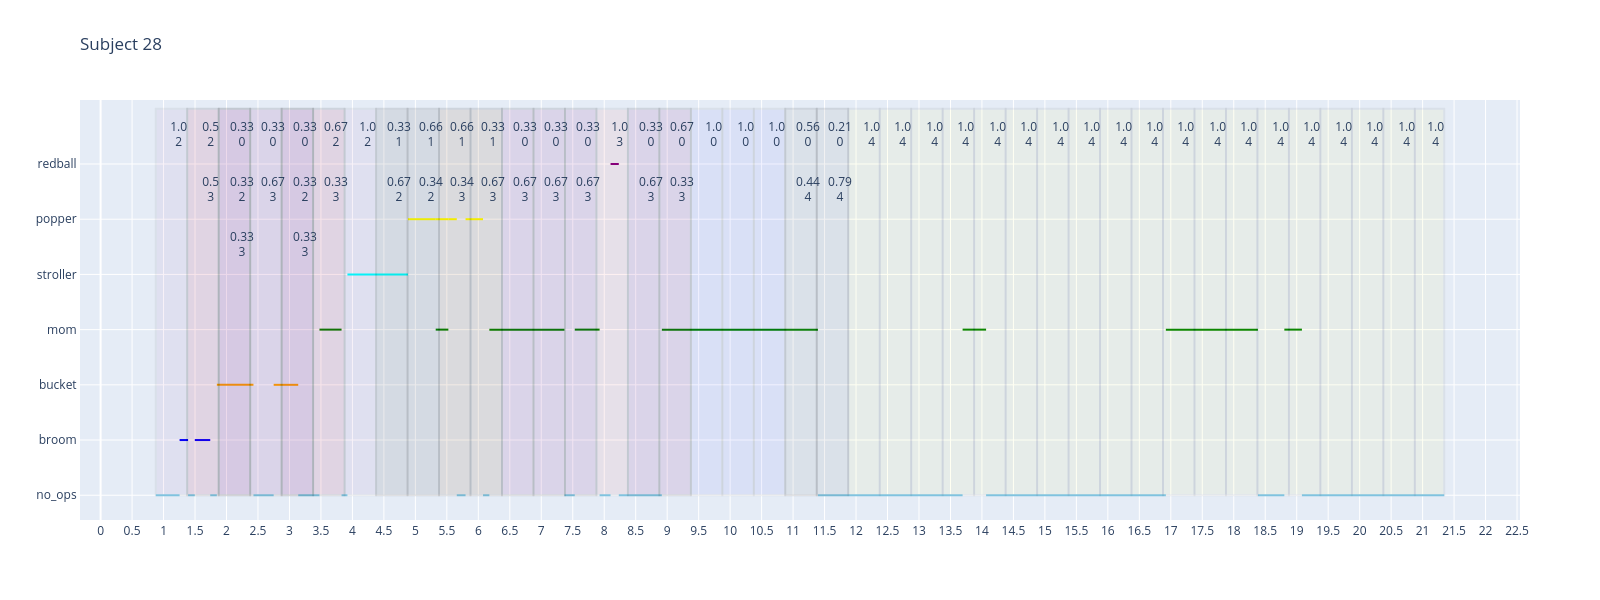 Subject 28
1.0 0.5 0.33 0.33 0.33 0.67 1.0 0.33 0.66 0.66 0.33 0.33 0.33 0.33 1.0 0.33 0.67 1.0 1.0 1.0 0.56 0.21 1.0 1.0 1.0 1.0 1.0 1.0 1.0 1.0 1.0 1.0 1.0 1.0 1.0 1.0 1.0 1.0 1.0 1.0 1.0
2 2 0 0 0 2 2 1 1 1 1 0 0 0 3 0 0 0 0 0 0 0 4 4 4 4 4 4 4 4 4 4 4 4 4 4 4 4 4 4 4
redball
0.5 0.33 0.67 0.33 0.33 0.67 0.34 0.34 0.67 0.67 0.67 0.67 0.67 0.33 0.44 0.79
3 2 3 2 3 2 2 3 3 3 3 3 3 3 4 4
popper
0.33 0.33
3 3
stroller
mom
bucket
broom
no_ops
0 0.5 1 1.5 2 2.5 3 3.5 4 4.5 5 5.5 6 6.5 7 7.5 8 8.5 9 9.5 10 10.5 11 11.5 12 12.5 13 13.5 14 14.5 15 15.5 16 16.5 17 17.5 18 18.5 19 19.5 20 20.5 21 21.5 22 22.5